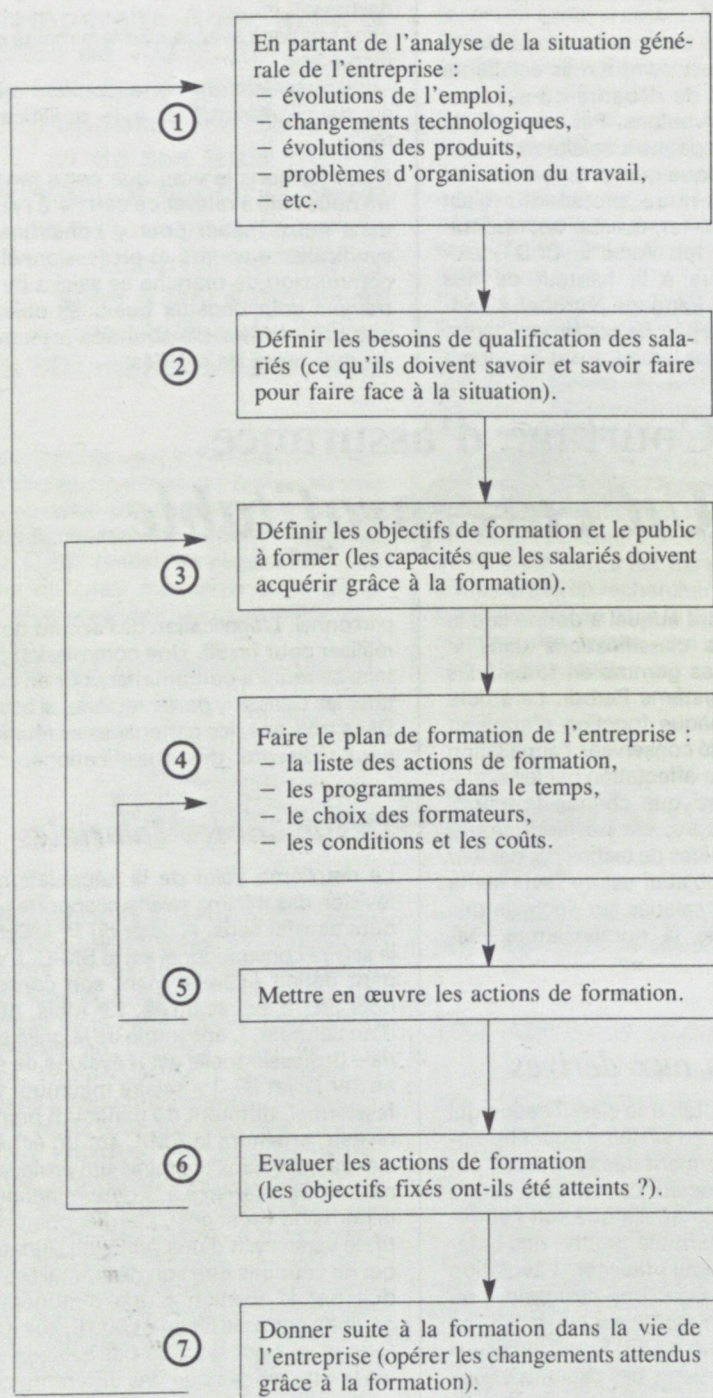 En partant de l'analyse de la situation géné-
rale de l'entreprise :
– évolutions de l'emploi,
– changements technologiques,
– évolutions des produits,
– problèmes d'organisation du travail,
– etc.
1
Définir les besoins de qualification des sala-
riés (ce qu'ils doivent savoir et savoir faire
pour faire face à la situation).
2
Définir les objectifs de formation et le public
à former (les capacités que les salariés doivent
acquérir grâce à la formation).
3
Faire le plan de formation de l'entreprise :
– la liste des actions de formation,
– les programmes dans le temps,
– le choix des formateurs,
– les conditions et les coûts.
4
5
Mettre en œuvre les actions de formation.
6
Evaluer les actions de formation
(les objectifs fixés ont-ils été atteints ?).
7
Donner suite à la formation dans la vie de
l'entreprise (opérer les changements attendus
grâce à la formation).